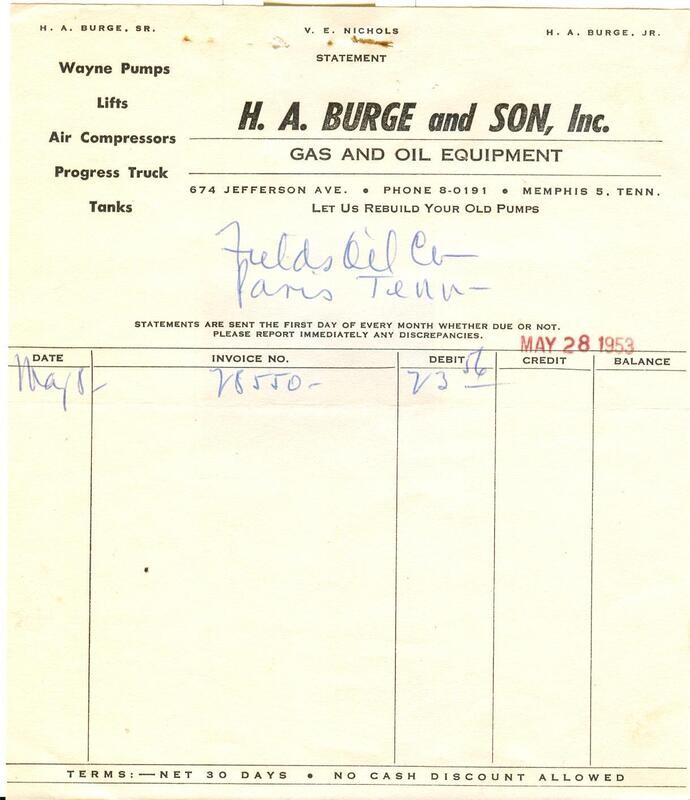 H. A. BURGE, SR. V. E. NICHOLS H. A. BURGE, JR.
STATEMENT
Wayne Pumps
Lifts
Air Compressors
Progress Truck
Tanks
H. A. BURGE and SON, Inc.
GAS AND OIL EQUIPMENT
674 JEFFERSON AVE. • PHONE 8-0191 • MEMPHIS 5, TENN.
LET US REBUILD YOUR OLD PUMPS
Fields Oil Co—
Paris Tenn—
STATEMENTS ARE SENT THE FIRST DAY OF EVERY MONTH WHETHER DUE OR NOT.
PLEASE REPORT IMMEDIATELY ANY DISCREPANCIES.
MAY 28 1953
DATE INVOICE NO. DEBIT CREDIT BALANCE
May 8— 28550— 23 56
TERMS:—NET 30 DAYS • NO CASH DISCOUNT ALLOWED